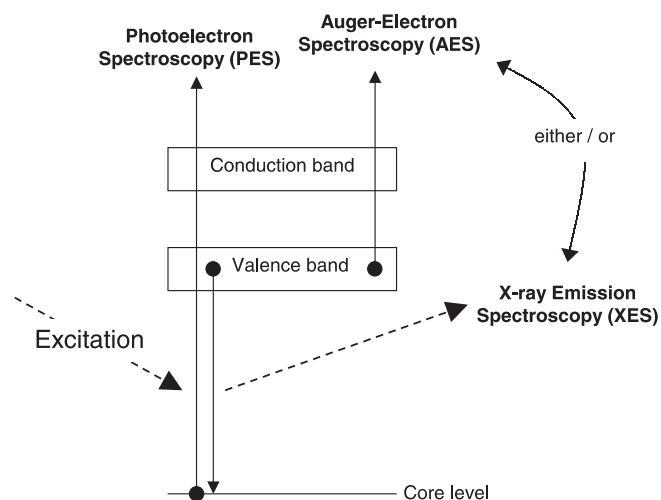 Photoelectron
Spectroscopy (PES)
Auger-Electron
Spectroscopy (AES)
either / or
Conduction band
Valence band
X-ray Emission
Spectroscopy (XES)
Excitation
Core level